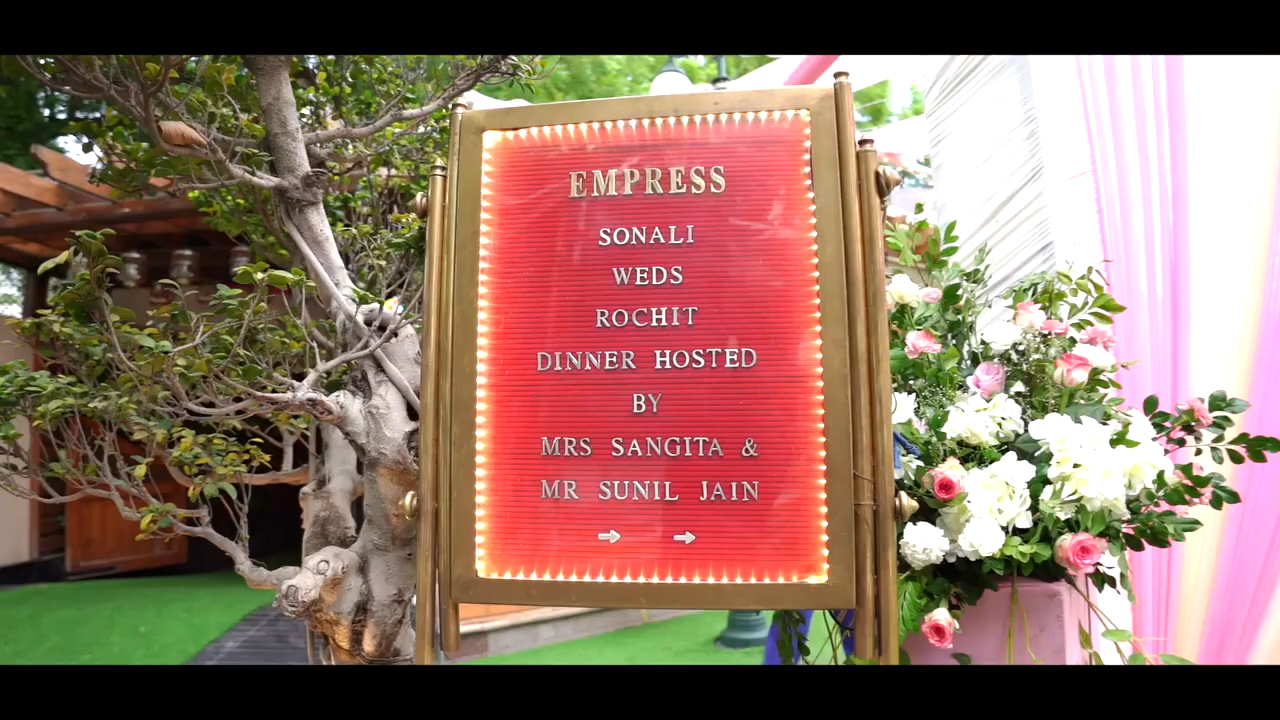 EMPRESS
SONALI
WEDS
ROCHIT
DINNER HOSTED
BY
MRS SANGITA &
MR SUNIL JAIN